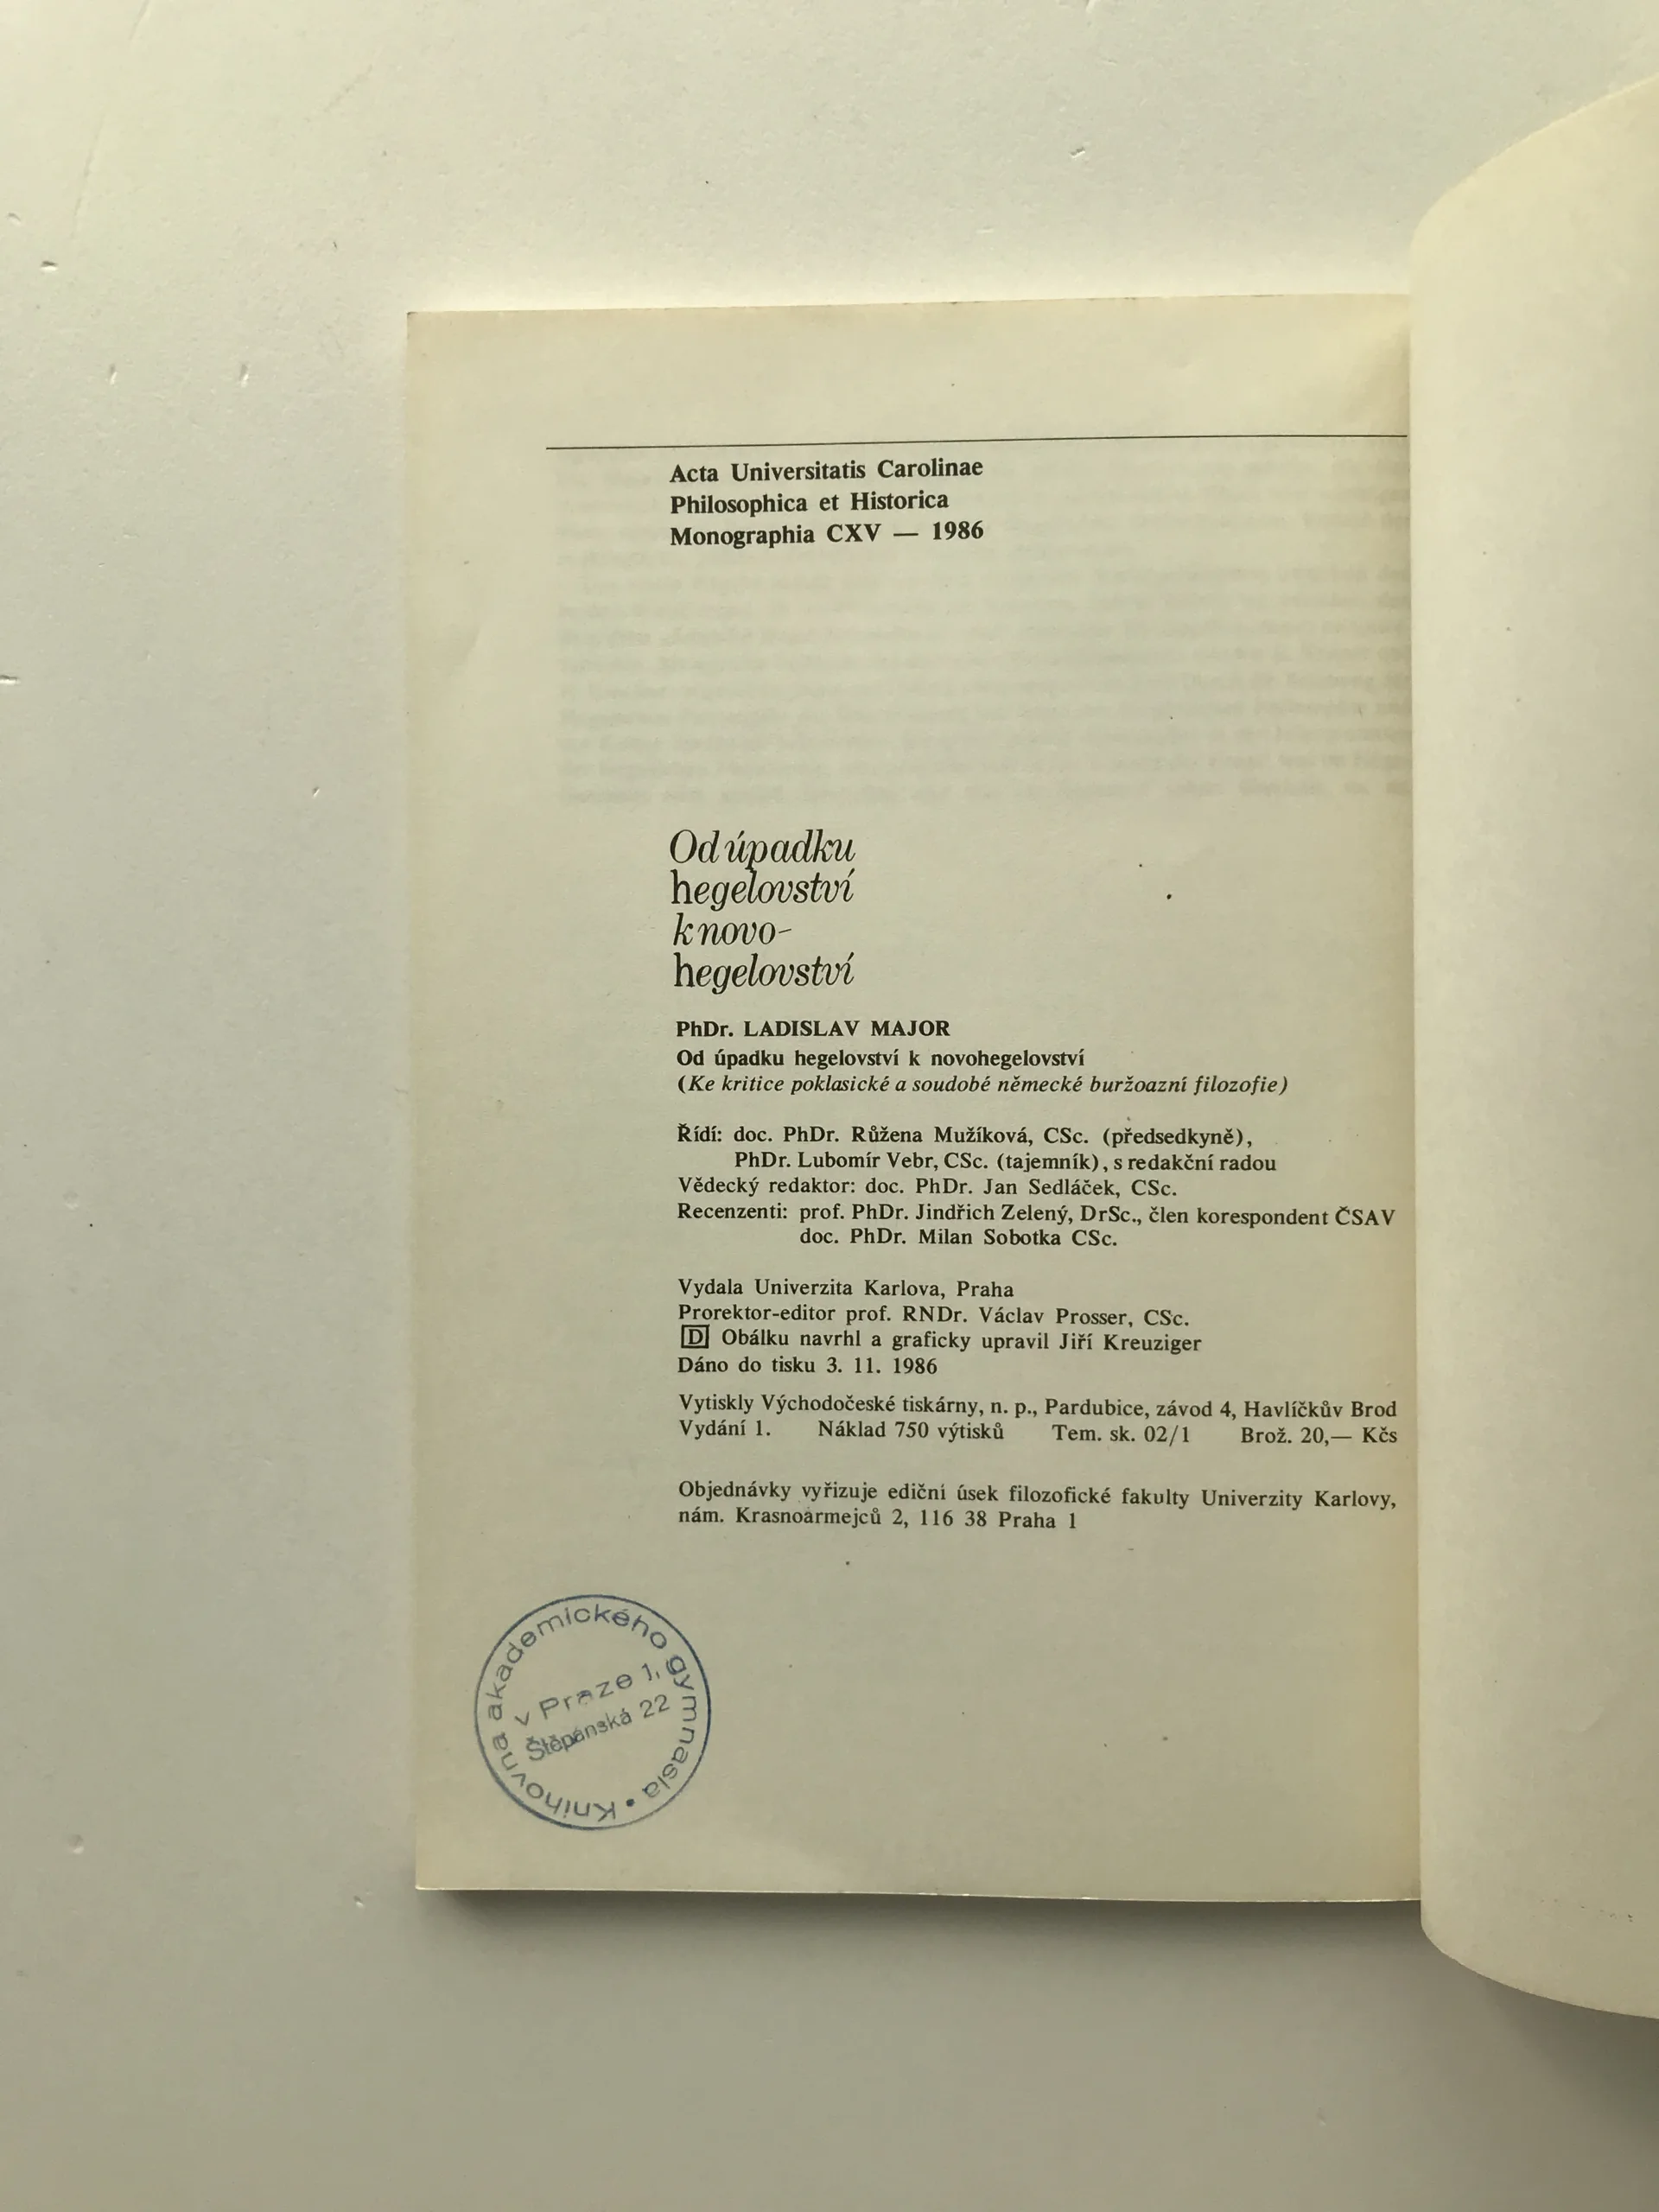 Acta Universitatis Carolinae
Philosophica et Historica
Monographia CXV — 1986
Od úpadku
hegelovství
k novo-
hegelovství
PhDr. LADISLAV MAJOR
Od úpadku hegelovství k novohegelovství
(Ke kritice poklasické a soudobé německé buržoazní filozofie)
Řídí: doc. PhDr. Růžena Mužíková, CSc. (předsedkyně),
PhDr. Lubomír Vebr, CSc. (tajemník), s redakční radou
Vědecký redaktor: doc. PhDr. Jan Sedláček, CSc.
Recenzenti: prof. PhDr. Jindřich Zelený, DrSc., člen korespondent ČSAV
doc. PhDr. Milan Sobotka CSc.
Vydala Univerzita Karlova, Praha
Prorektor-editor prof. RNDr. Václav Prosser, CSc.
D Obálku navrhl a graficky upravil Jiří Kreuziger
Dáno do tisku 3. 11. 1986
Vytiskly Východočeské tiskárny, n. p., Pardubice, závod 4, Havlíčkův Brod
Vydání 1. Náklad 750 výtisků Tem. sk. 02/1 Brož. 20,— Kčs
Objednávky vyřizuje ediční úsek filozofické fakulty Univerzity Karlovy,
nám. Krasnoarmejců 2, 116 38 Praha 1
Knihovna akademického gymnasia •
v Praze 1,
Štěpánská 22